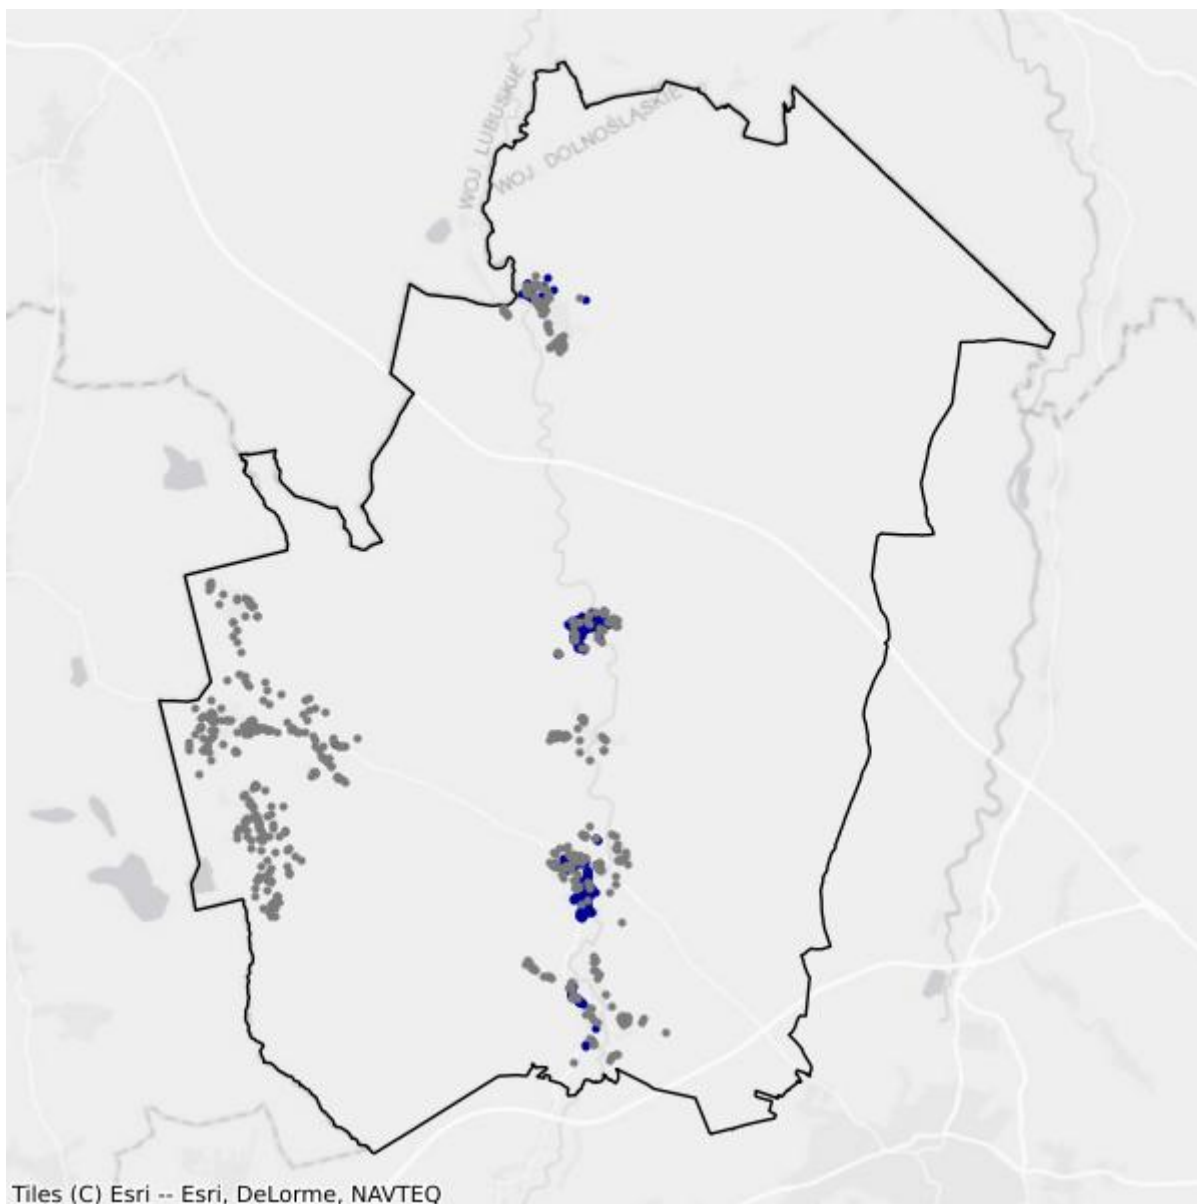 WOJ. LUBUSKIE
WOJ. DOLNOŚLĄSKIE
Tiles (C) Esri -- Esri, DeLorme, NAVTEQ